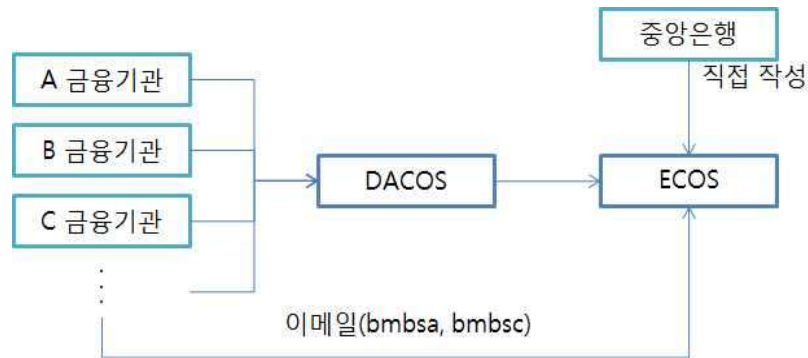 중앙은행
직접 작성
A 금융기관
B 금융기관
DACOS
ECOS
C 금융기관
이메일(bmbsa, bmbsc)